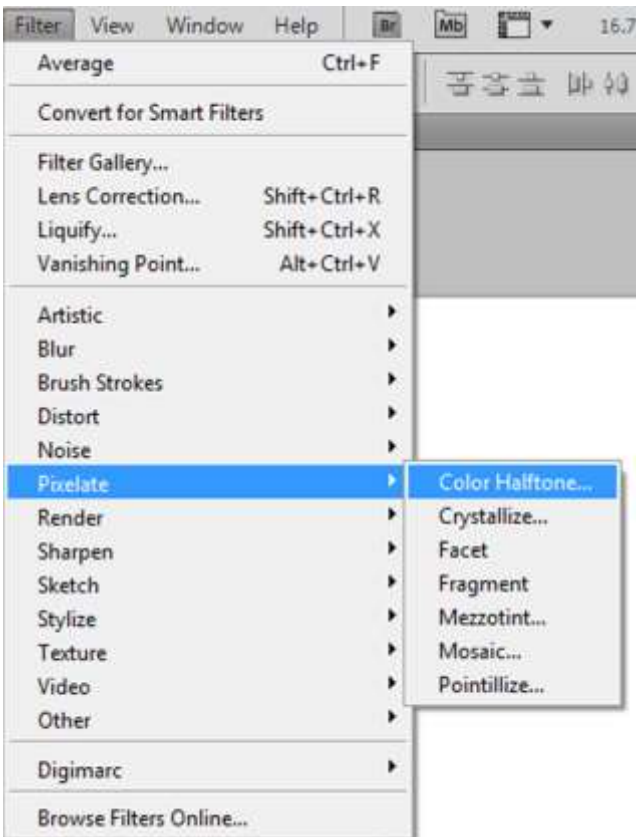 Filter View Window Help Br Mb 16.7
Average Ctrl+F
Convert for Smart Filters
Filter Gallery...
Lens Correction... Shift+Ctrl+R
Liquify... Shift+Ctrl+X
Vanishing Point... Alt+Ctrl+V
Artistic
Blur
Brush Strokes
Distort
Noise
Pixelate
Render
Sharpen
Sketch
Stylize
Texture
Video
Other
Digimarc
Browse Filters Online...
Color Halftone...
Crystallize...
Facet
Fragment
Mezzotint...
Mosaic...
Pointillize...